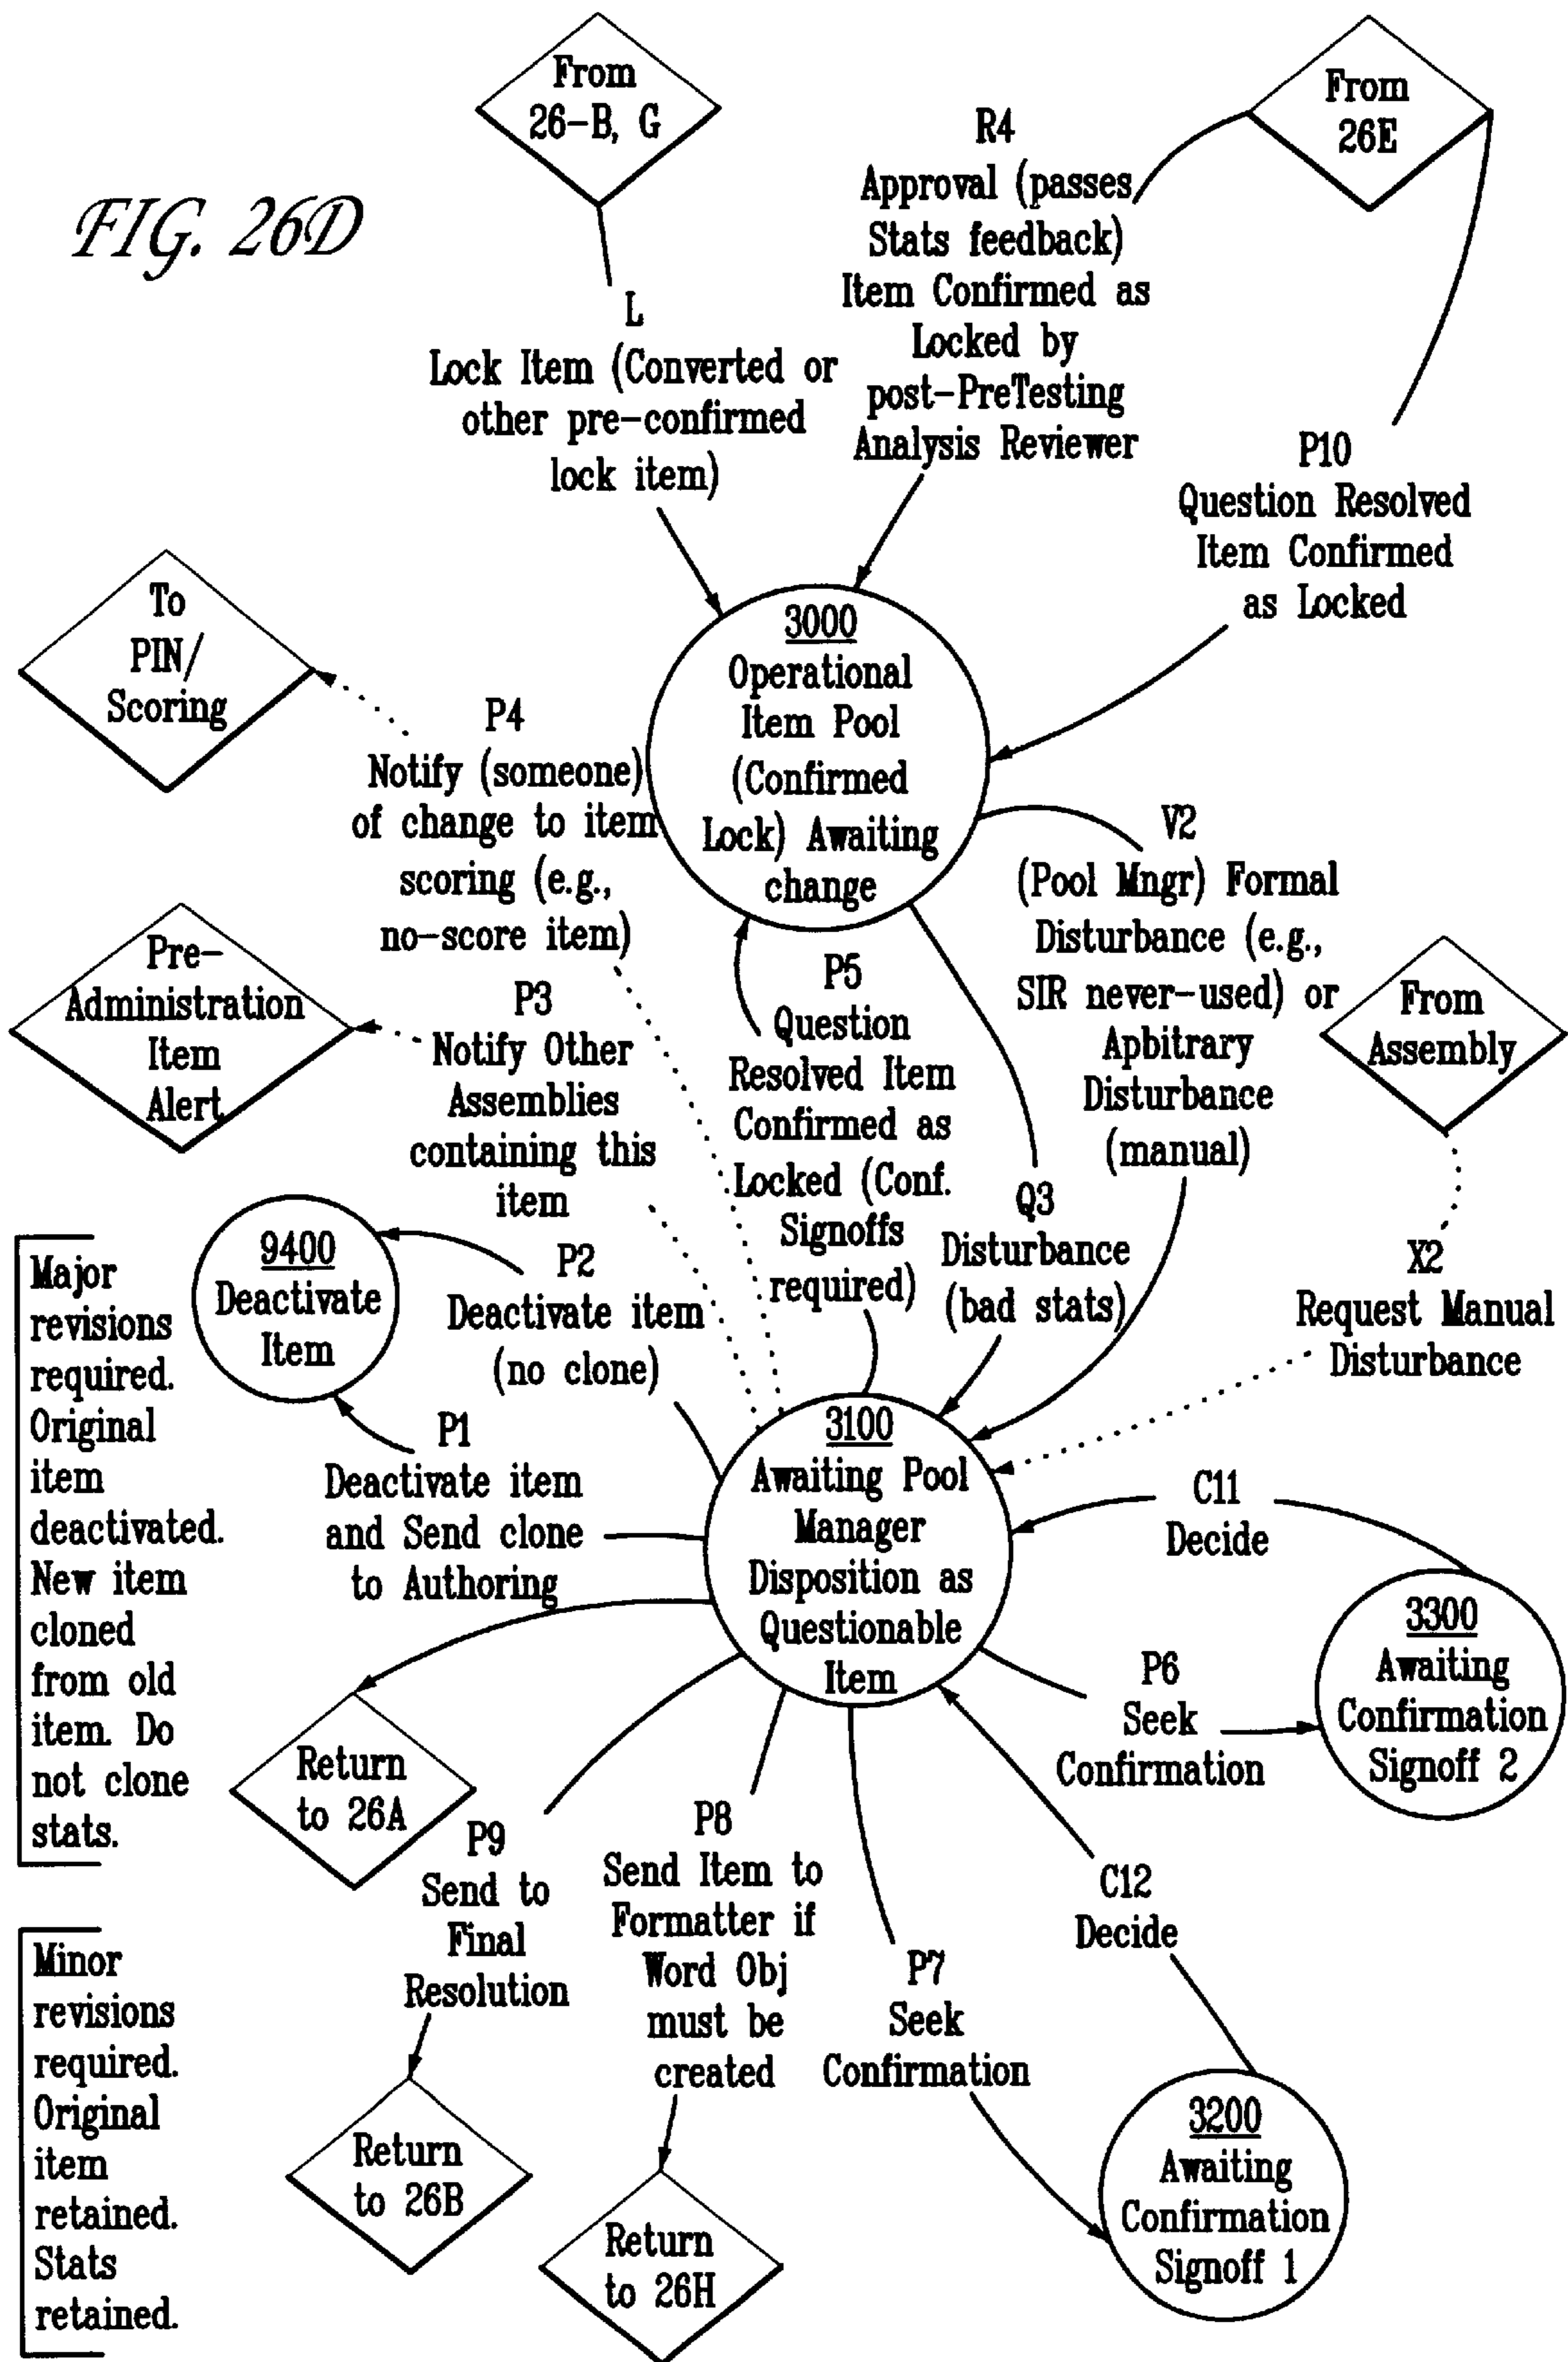 FIG. 26D
From
26-B, G
From
26E
R4
Approval (passes
Stats feedback)
Item Confirmed as
Locked by
post-PreTesting
Analysis Reviewer
L
Lock Item (Converted or
other pre-confirmed
lock item)
P10
Question Resolved
Item Confirmed
as Locked
To
PIN/
Scoring
3000
Operational
Item Pool
(Confirmed
Lock) Awaiting
change
P4
Notify (someone)
of change to item
scoring (e.g.,
no-score item)
V2
(Pool Mngr) Formal
Disturbance (e.g.,
SIR never-used) or
Apbitrary
Disturbance
(manual)
Pre-
Administration
Item
Alert
P3
Notify Other
Assemblies
containing this
item
P5
Question
Resolved Item
Confirmed as
Locked (Conf.
Signoffs
required)
From
Assembly
Q3
Disturbance
(bad stats)
X2
Request Manual
Disturbance
9400
Deactivate
Item
P2
Deactivate item
(no clone)
Major
revisions
required.
Original
item
deactivated.
New item
cloned
from old
item. Do
not clone
stats.
P1
Deactivate item
and Send clone
to Authoring
3100
Awaiting Pool
Manager
Disposition as
Questionable
Item
C11
Decide
3300
Awaiting
Confirmation
Signoff 2
P6
Seek
Confirmation
Return
to 26A
P9
Send to
Final
Resolution
P8
Send Item to
Formatter if
Word Obj
must be
created
P7
Seek
Confirmation
C12
Decide
Minor
revisions
required.
Original
item
retained.
Stats
retained.
Return
to 26B
Return
to 26H
3200
Awaiting
Confirmation
Signoff 1